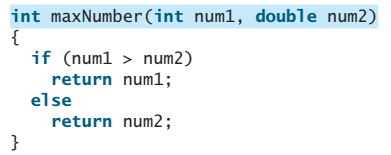 int maxNumber(int num1, double num2)
{
  if (num1 > num2)
    return num1;
  else
    return num2;
}